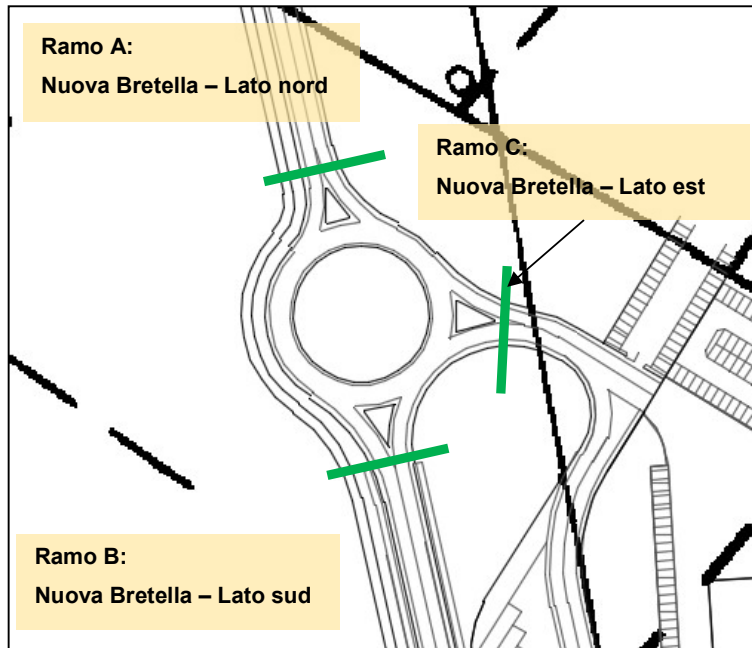 Ramo A:
Nuova Bretella – Lato nord
Ramo C:
Nuova Bretella – Lato est
Ramo B:
Nuova Bretella – Lato sud